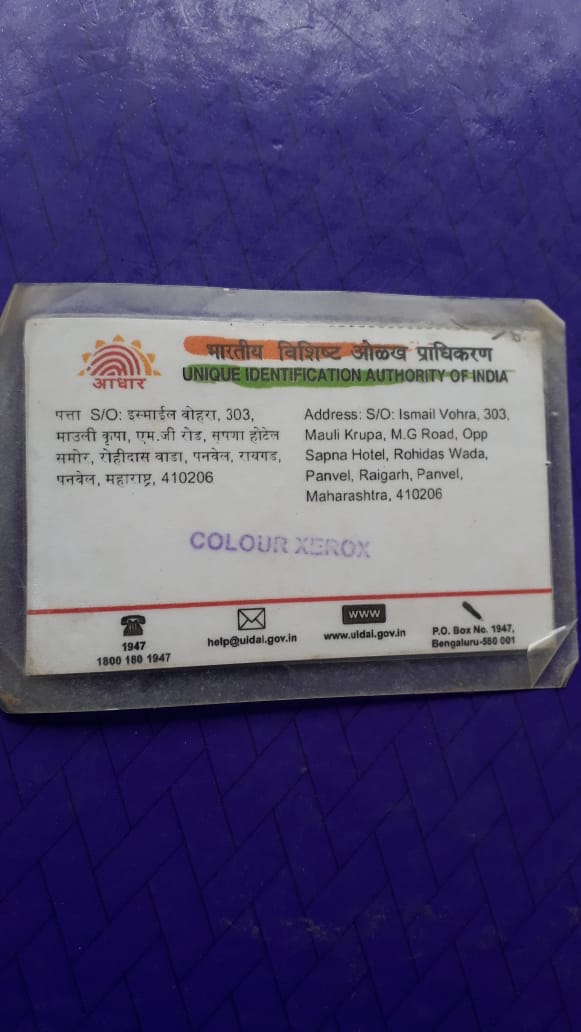 भारतीय विशिष्ट ओळख प्राधिकरण
UNIQUE IDENTIFICATION AUTHORITY OF INDIA
आधार
पत्ता S/O: इस्माईल वोहरा, 303,
माउली कृपा, एम.जी रोड, सपणा होटेल
समोर, रोहीदास वाडा, पनवेल, रायगड,
पनवेल, महाराष्ट्र, 410206
Address: S/O: Ismail Vohra, 303,
Mauli Krupa, M.G Road, Opp
Sapna Hotel, Rohidas Wada,
Panvel, Raigarh, Panvel,
Maharashtra, 410206
COLOUR XEROX
1947
1800 180 1947
help@uidai.gov.in
www
www.uidai.gov.in
P.O. Box No. 1947,
Bengaluru-560 001